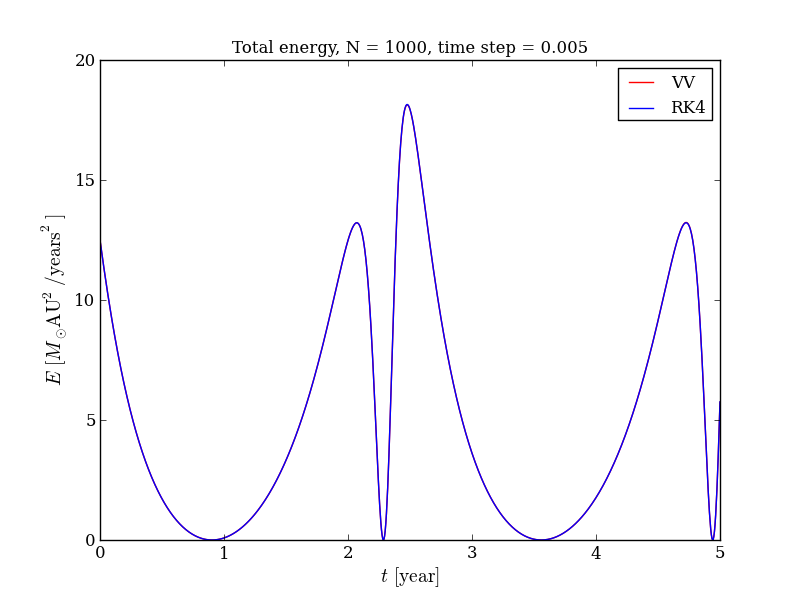 Total energy, N = 1000, time step = 0.005
VV
RK4
20
15
10
5
0
E [M⊙AU² /years² ]
0 1 2 3 4 5
t [year]